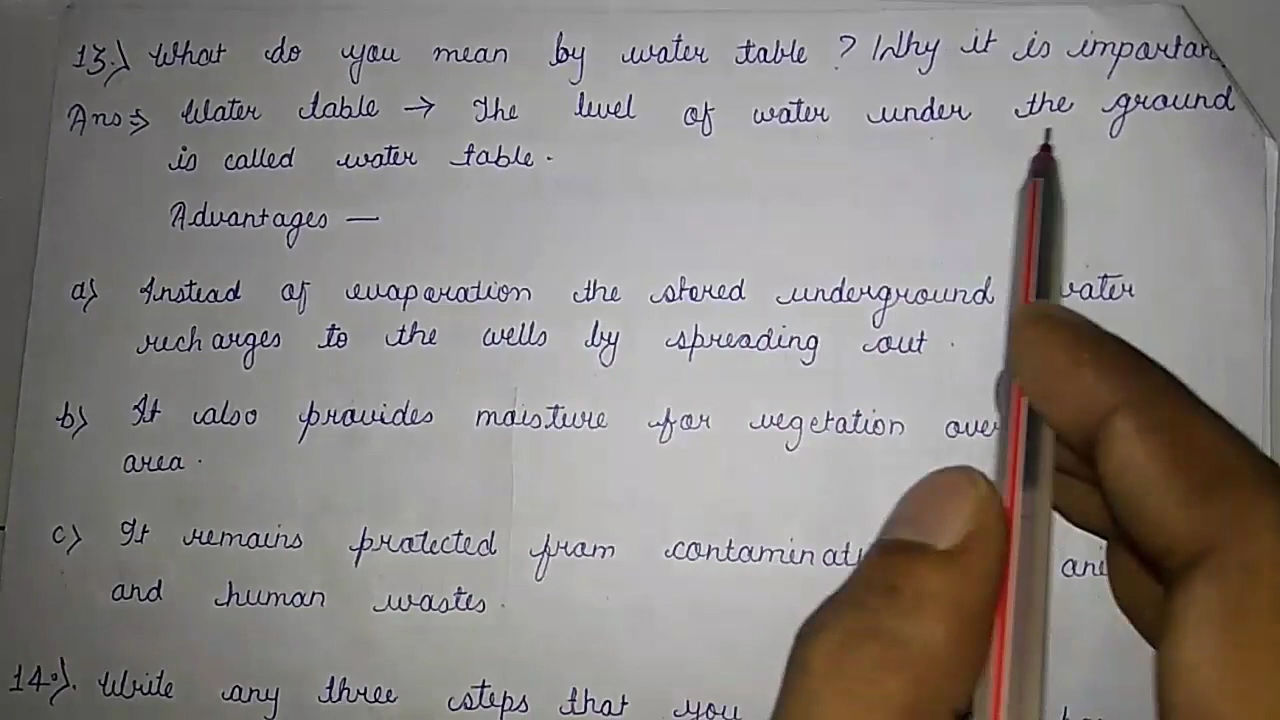 13.) What do you mean by water table ? Why it is importan
Ans⇒ Water table → The level of water under the ground
is called water table.
Advantages —
a) Instead of evaporation the stored underground water
rech arges to the wells by spreading out .
b) It also provides moisture for vegetation over
area.
c) It remains protected from contaminat ani
and human wastes.
14.). Write any three steps that you